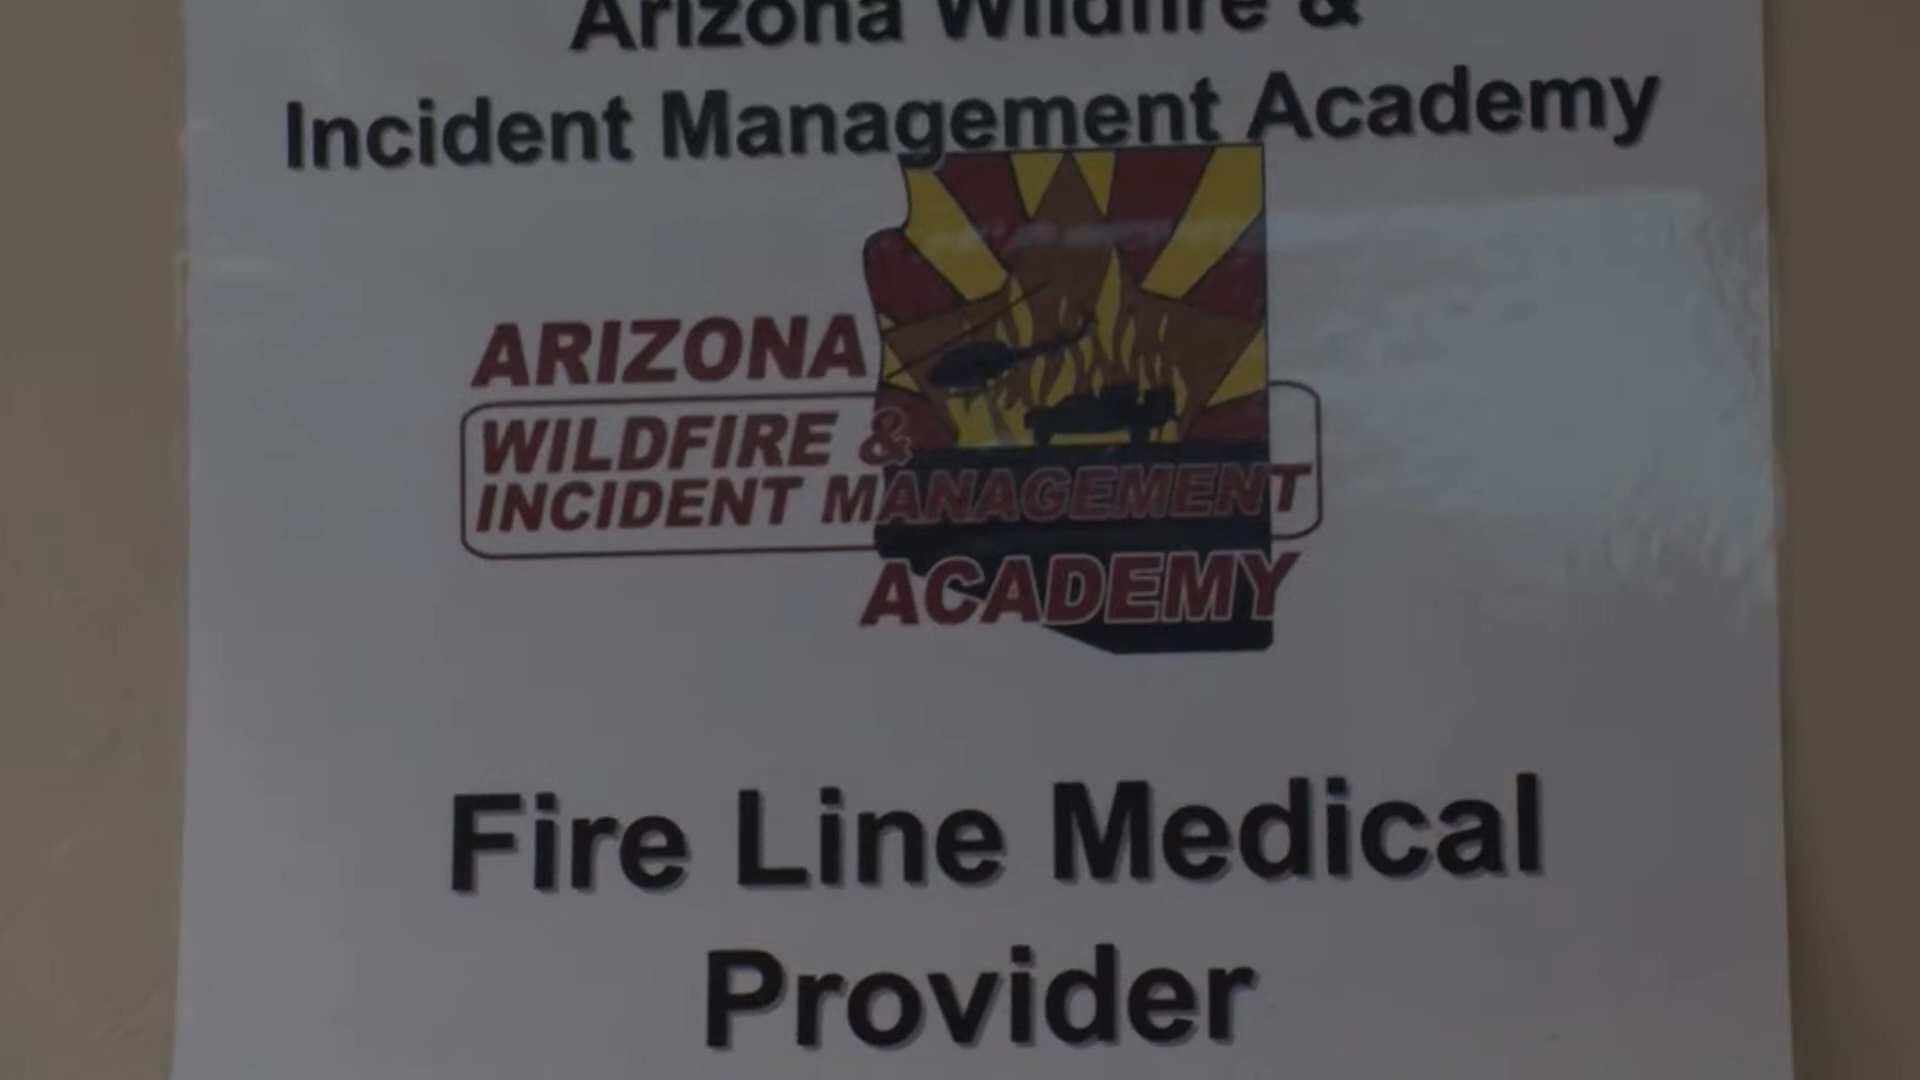 Arizona Wildfire &
Incident Management Academy
ARIZONA
WILDFIRE &
INCIDENT MANAGEMENT
ACADEMY
Fire Line Medical
Provider